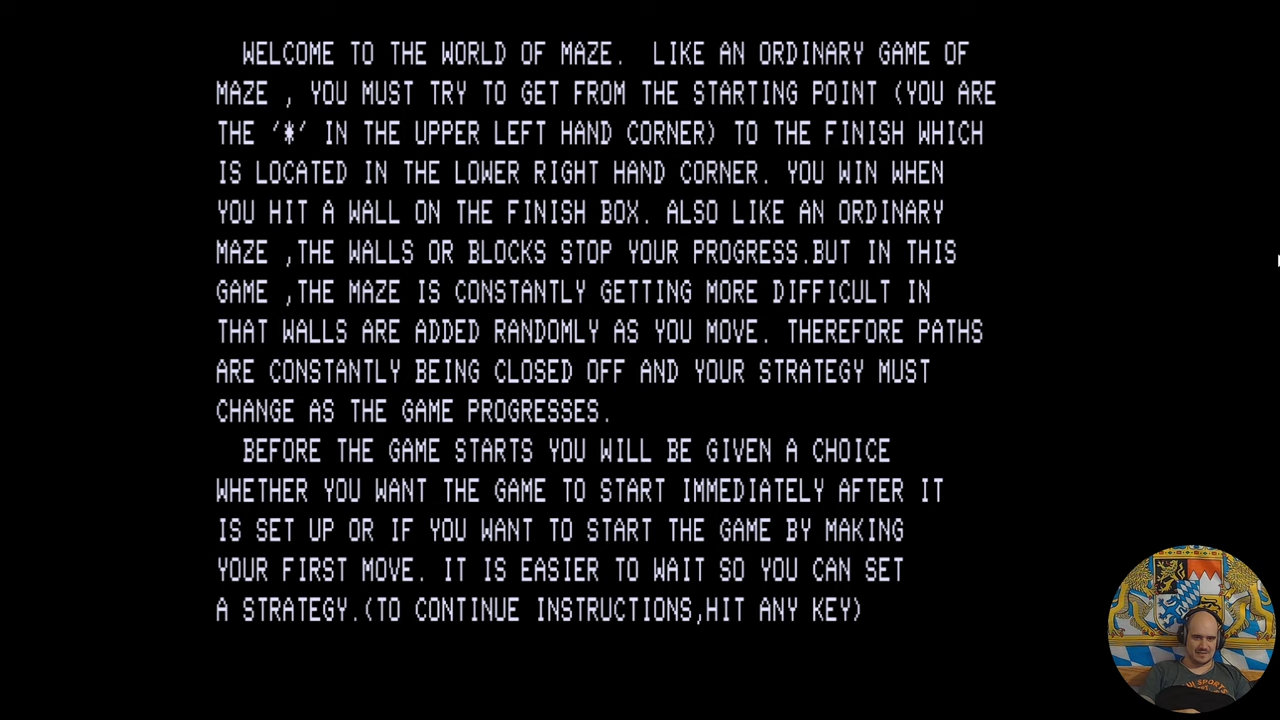 WELCOME TO THE WORLD OF MAZE.  LIKE AN ORDINARY GAME OF
MAZE , YOU MUST TRY TO GET FROM THE STARTING POINT (YOU ARE
THE '*' IN THE UPPER LEFT HAND CORNER) TO THE FINISH WHICH
IS LOCATED IN THE LOWER RIGHT HAND CORNER. YOU WIN WHEN
YOU HIT A WALL ON THE FINISH BOX. ALSO LIKE AN ORDINARY
MAZE ,THE WALLS OR BLOCKS STOP YOUR PROGRESS.BUT IN THIS
GAME ,THE MAZE IS CONSTANTLY GETTING MORE DIFFICULT IN
THAT WALLS ARE ADDED RANDOMLY AS YOU MOVE. THEREFORE PATHS
ARE CONSTANTLY BEING CLOSED OFF AND YOUR STRATEGY MUST
CHANGE AS THE GAME PROGRESSES.
BEFORE THE GAME STARTS YOU WILL BE GIVEN A CHOICE
WHETHER YOU WANT THE GAME TO START IMMEDIATELY AFTER IT
IS SET UP OR IF YOU WANT TO START THE GAME BY MAKING
YOUR FIRST MOVE. IT IS EASIER TO WAIT SO YOU CAN SET
A STRATEGY.(TO CONTINUE INSTRUCTIONS,HIT ANY KEY)